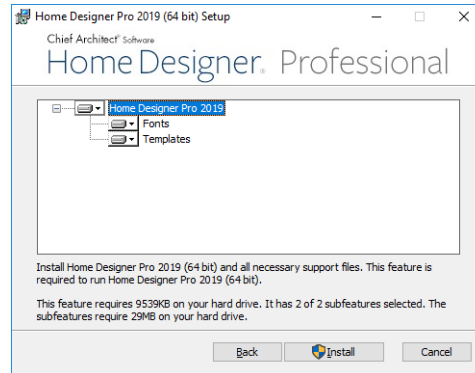 Home Designer Pro 2019 (64 bit) Setup
Chief Architect® Software
Home Designer® Professional
Home Designer Pro 2019
Fonts
Templates
Install Home Designer Pro 2019 (64 bit) and all necessary support files. This feature is
required to run Home Designer Pro 2019 (64 bit).
This feature requires 9539KB on your hard drive. It has 2 of 2 subfeatures selected. The
subfeatures require 29MB on your hard drive.
Back Install Cancel